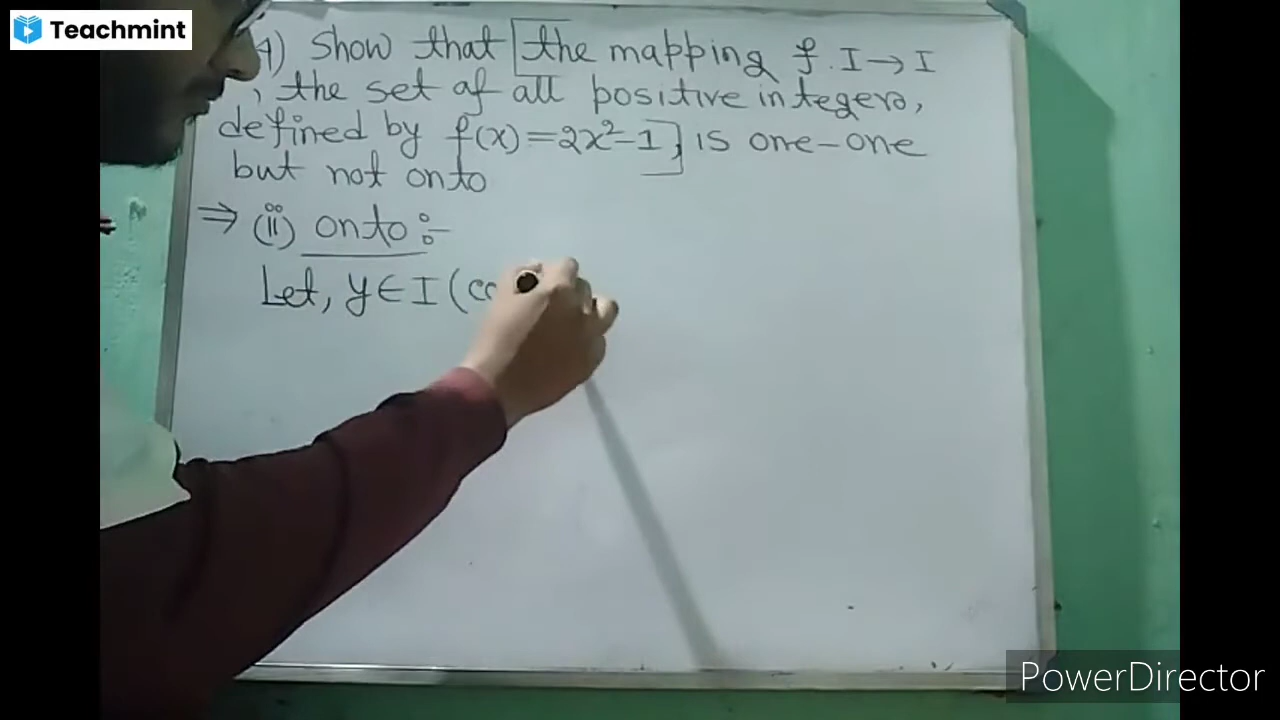 Teachmint
4) Show that [the mapping f. I→I
, the set of all positive integers,
defined by f(x)=2x²-1], is one-one
but not onto
⇒ (ii) onto :-
Let, y∈I (co
PowerDirector